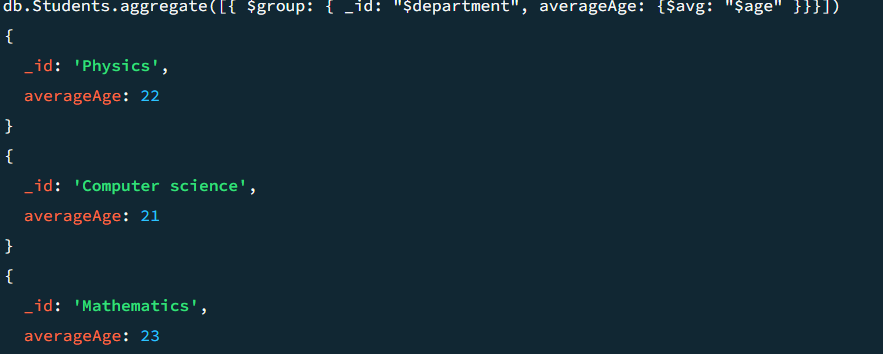 db.Students.aggregate([{ $group: { _id: "$department", averageAge: {$avg: "$age" }}}])
{
_id: 'Physics',
averageAge: 22
}
{
_id: 'Computer science',
averageAge: 21
}
{
_id: 'Mathematics',
averageAge: 23